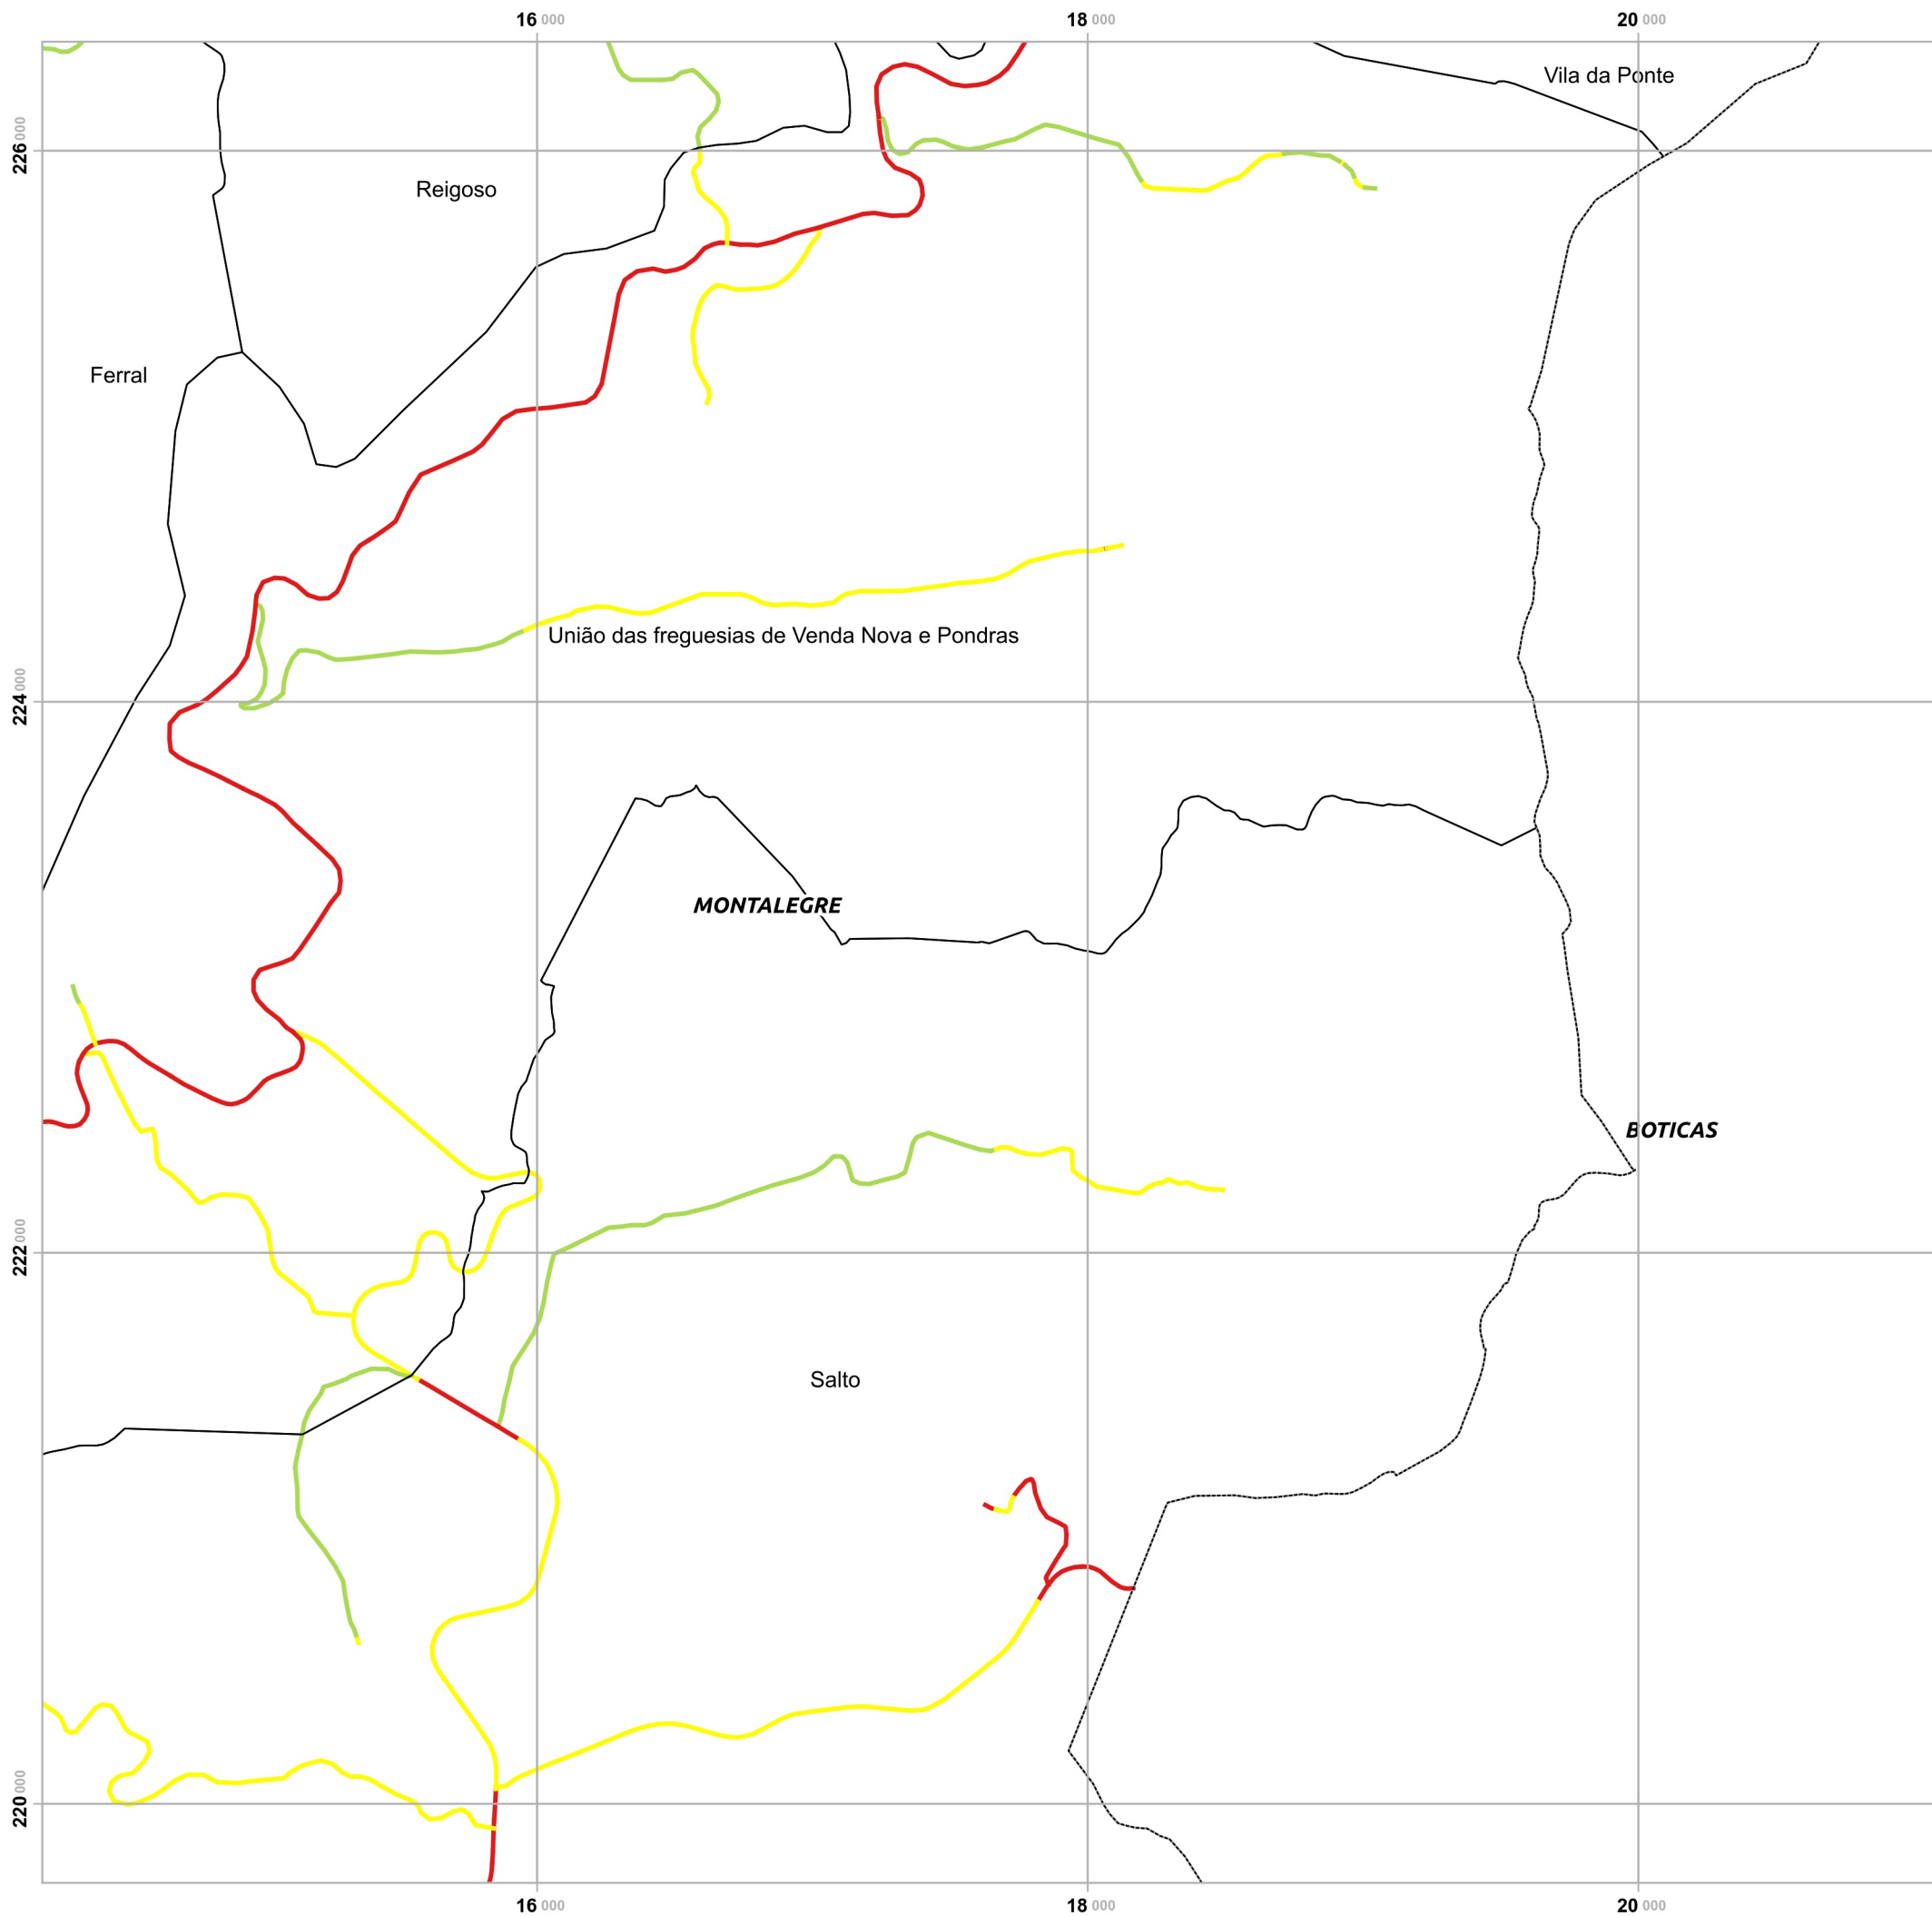 16 000 18 000 20 000
Vila da Ponte
226 000
Reigoso
Ferral
União das freguesias de Venda Nova e Pondras
224 000
MONTALEGRE
BOTICAS
222 000
Salto
220 000
16 000 18 000 20 000